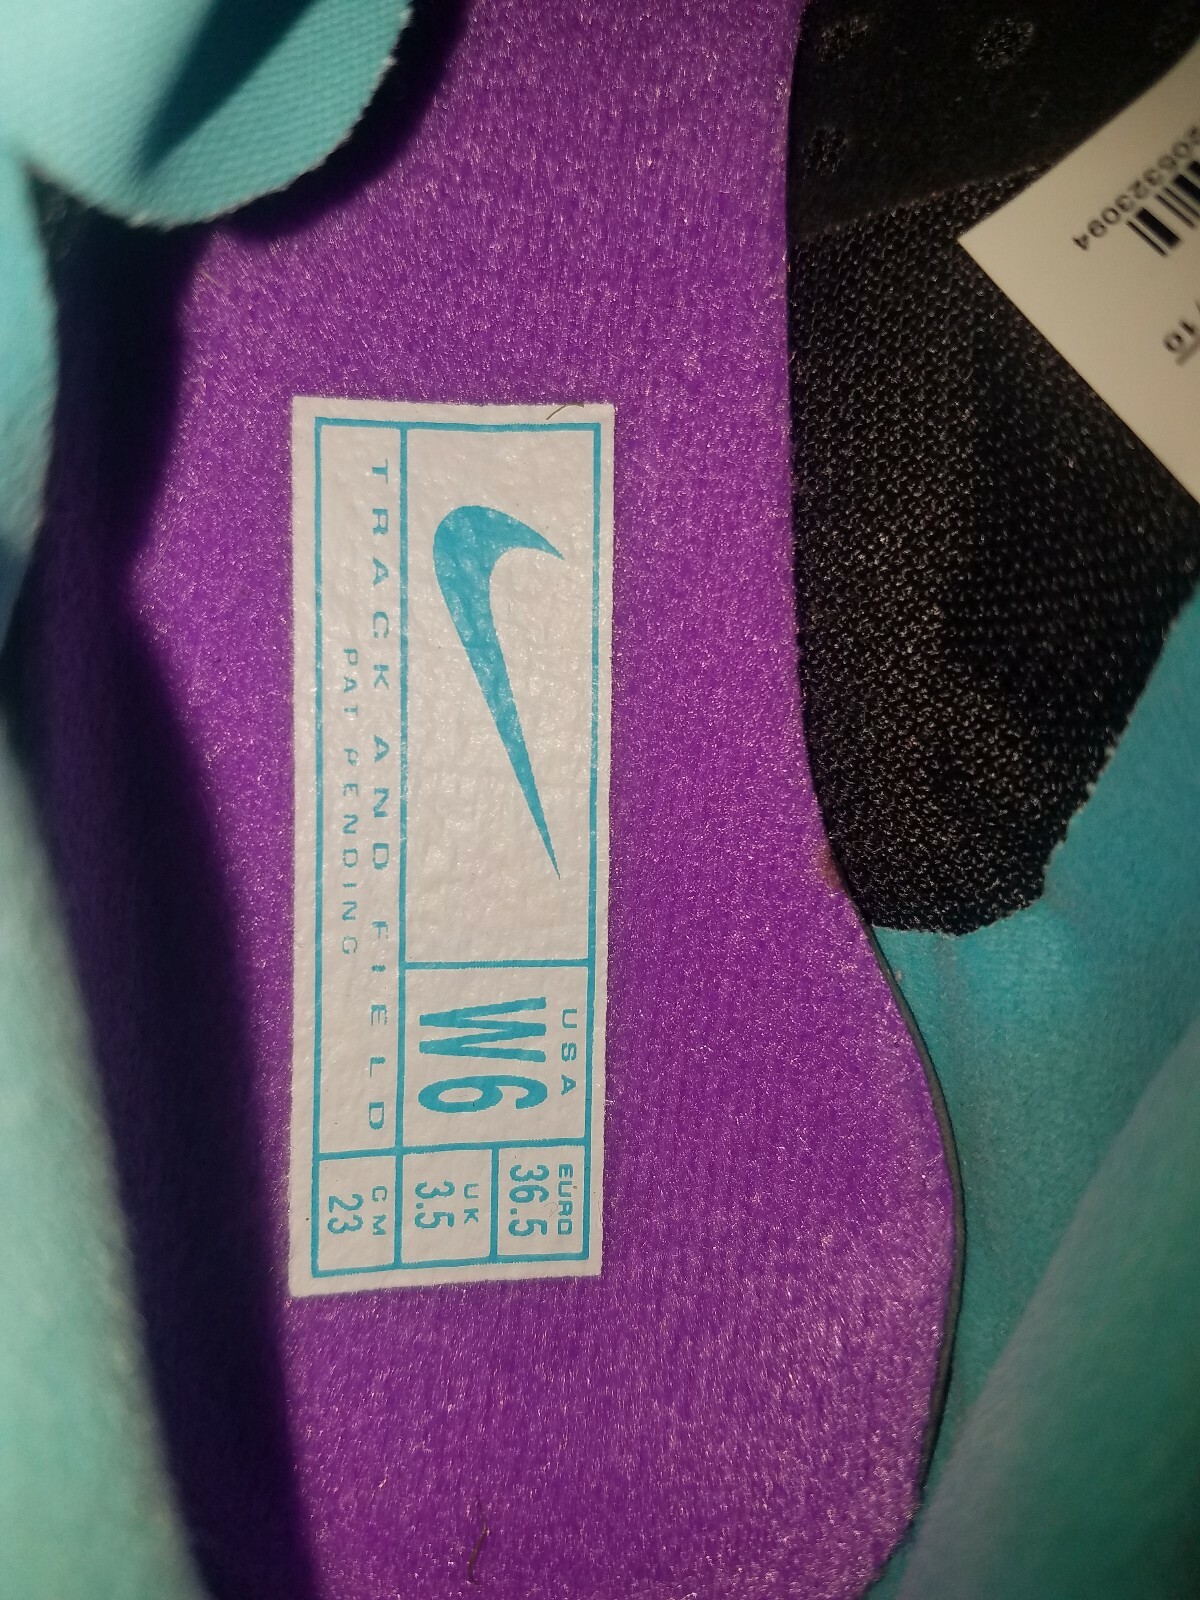 TRACK AND FIELD
PAT PENDING
USA
W6
EURO
36.5
UK
3.5
CM
23